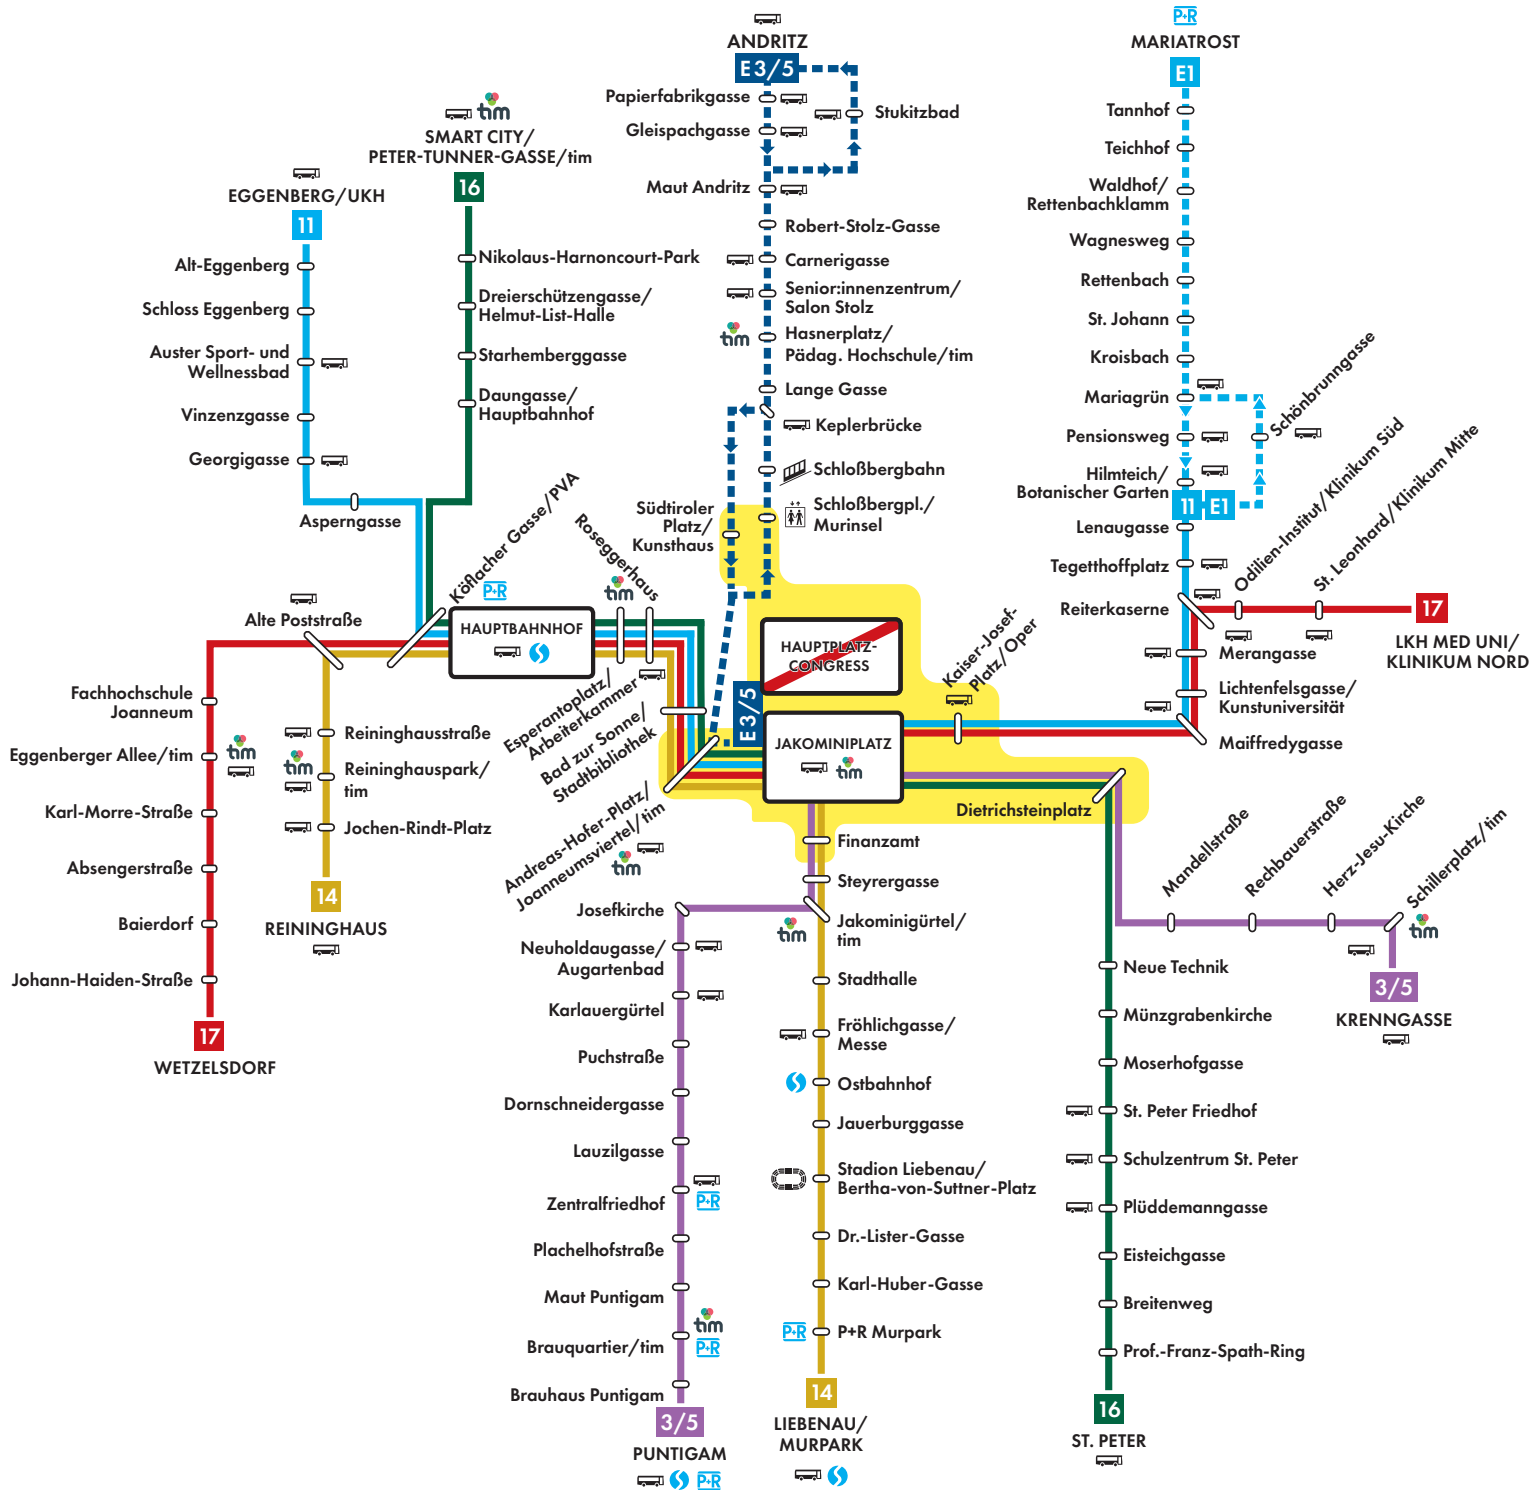 P+R
ANDRITZ
MARIATROST
E3/5
E1
Papierfabrikgasse
Gleispachgasse
Stukitzbad
Maut Andritz
Robert-Stolz-Gasse
Carnerigasse
Senior:innenzentrum/
Salon Stolz
tim
Hasnerplatz/
Pädag. Hochschule/tim
Lange Gasse
Keplerbrücke
Schloßbergbahn
Schloßbergpl./
Murinsel
Südtiroler
Platz/
Kunsthaus
tim
SMART CITY/
PETER-TUNNER-GASSE/tim
16
Nikolaus-Harnoncourt-Park
Dreierschützengasse/
Helmut-List-Halle
Starhemberggasse
Daungasse/
Hauptbahnhof
EGGENBERG/UKH
11
Alt-Eggenberg
Schloss Eggenberg
Auster Sport- und
Wellnessbad
Vinzenzgasse
Georgigasse
Asperngasse
Tannhof
Teichhof
Waldhof/
Rettenbachklamm
Wagnesweg
Rettenbach
St. Johann
Kroisbach
Mariagrün
Pensionsweg
Hilmteich/
Botanischer Garten
Schönbrunngasse
11
E1
Lenaugasse
Tegetthoffplatz
Reiterkaserne
Odilien-Institut/Klinikum Süd
St. Leonhard/Klinikum Mitte
17
LKH MED UNI/
KLINIKUM NORD
Merangasse
Lichtenfelsgasse/
Kunstuniversität
Maiffredygasse
Köflacher Gasse/PVA
P+R
Roseggerhaus
tim
Alte Poststraße
HAUPTBAHNHOF
HAUPTPLATZ-
CONGRESS
Kaiser-Josef-
Platz/Oper
E3/5
JAKOMINIPLATZ
tim
Esperantoplatz/
Arbeiterkammer
Bad zur Sonne/
Stadtbibliothek
Andreas-Hofer-Platz/
Joanneumsviertel/tim
tim
Fachhochschule
Joanneum
Eggenberger Allee/tim
tim
Karl-Morre-Straße
Absengerstraße
Baierdorf
Johann-Haiden-Straße
17
WETZELSDORF
Reininghausstraße
tim
Reininghauspark/
tim
Jochen-Rindt-Platz
14
REININGHAUS
Dietrichsteinplatz
Finanzamt
Steyrergasse
Jakominigürtel/
tim
tim
Stadthalle
Fröhlichgasse/
Messe
Ostbahnhof
Jauerburggasse
Stadion Liebenau/
Bertha-von-Suttner-Platz
Dr.-Lister-Gasse
Karl-Huber-Gasse
P+R
P+R Murpark
14
LIEBENAU/
MURPARK
Josefkirche
Neuholdaugasse/
Augartenbad
Karlauergürtel
Puchstraße
Dornschneidergasse
Lauzilgasse
Zentralfriedhof
P+R
Plachelhofstraße
Maut Puntigam
tim
Brauquartier/tim
P+R
Brauhaus Puntigam
3/5
PUNTIGAM
P+R
Mandellstraße
Rechbauerstraße
Herz-Jesu-Kirche
Schillerplatz/tim
tim
3/5
KRENNGASSE
Neue Technik
Münzgrabenkirche
Moserhofgasse
St. Peter Friedhof
Schulzentrum St. Peter
Plüddemanngasse
Eisteichgasse
Breitenweg
Prof.-Franz-Spath-Ring
16
ST. PETER